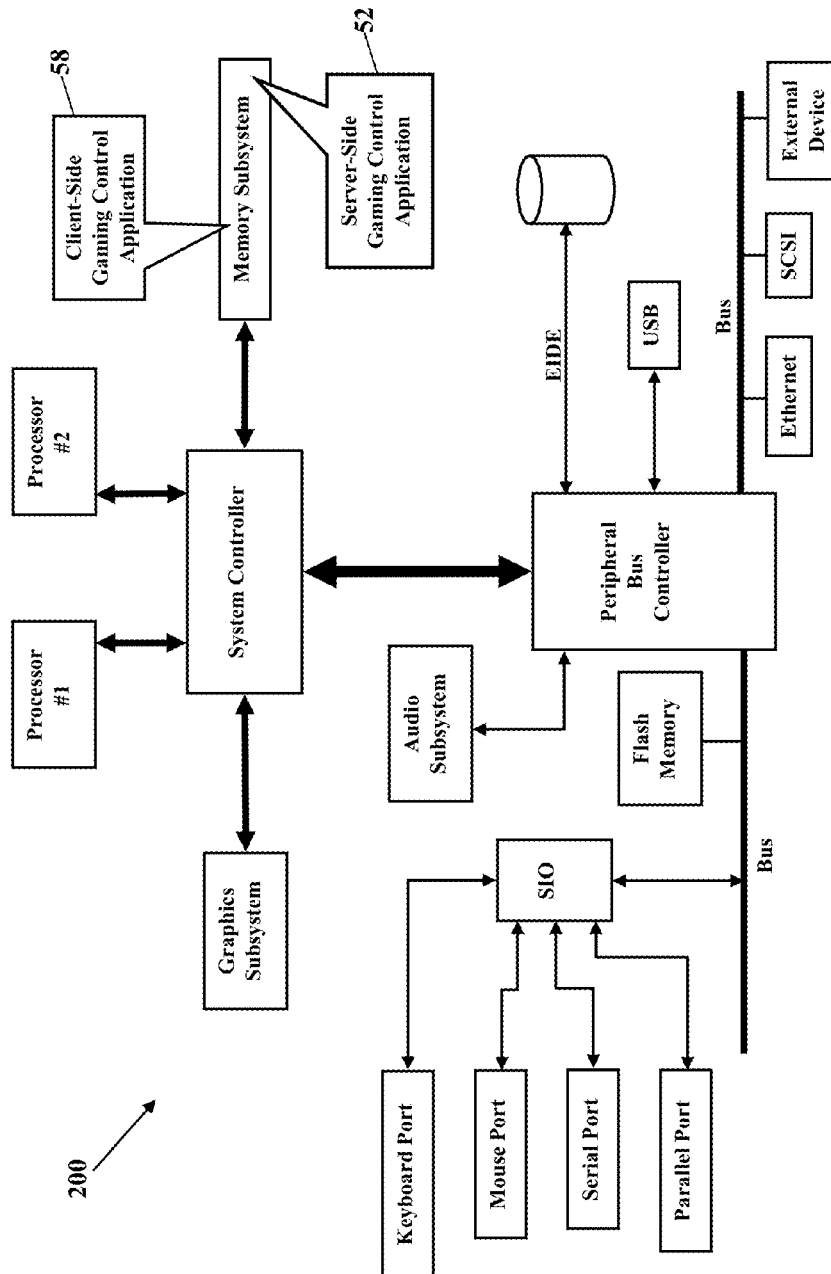 200
Processor
#1
Processor
#2
Client-Side
Gaming Control
Application
58
Graphics
Subsystem
System Controller
Memory Subsystem
Server-Side
Gaming Control
Application
52
Keyboard Port
Mouse Port
Serial Port
Parallel Port
SIO
Audio
Subsystem
Flash
Memory
Bus
Peripheral
Bus
Controller
EIDE
USB
Bus
Ethernet
SCSI
External
Device